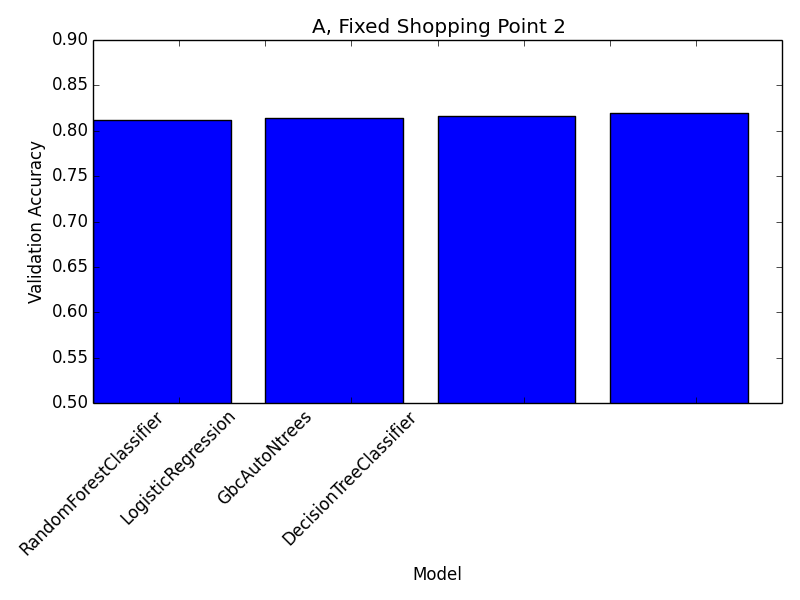 A, Fixed Shopping Point 2
0.90
0.85
0.80
0.75
0.70
0.65
0.60
0.55
0.50
Validation Accuracy
RandomForestClassifier
LogisticRegression
GbcAutoNtrees
DecisionTreeClassifier
Model